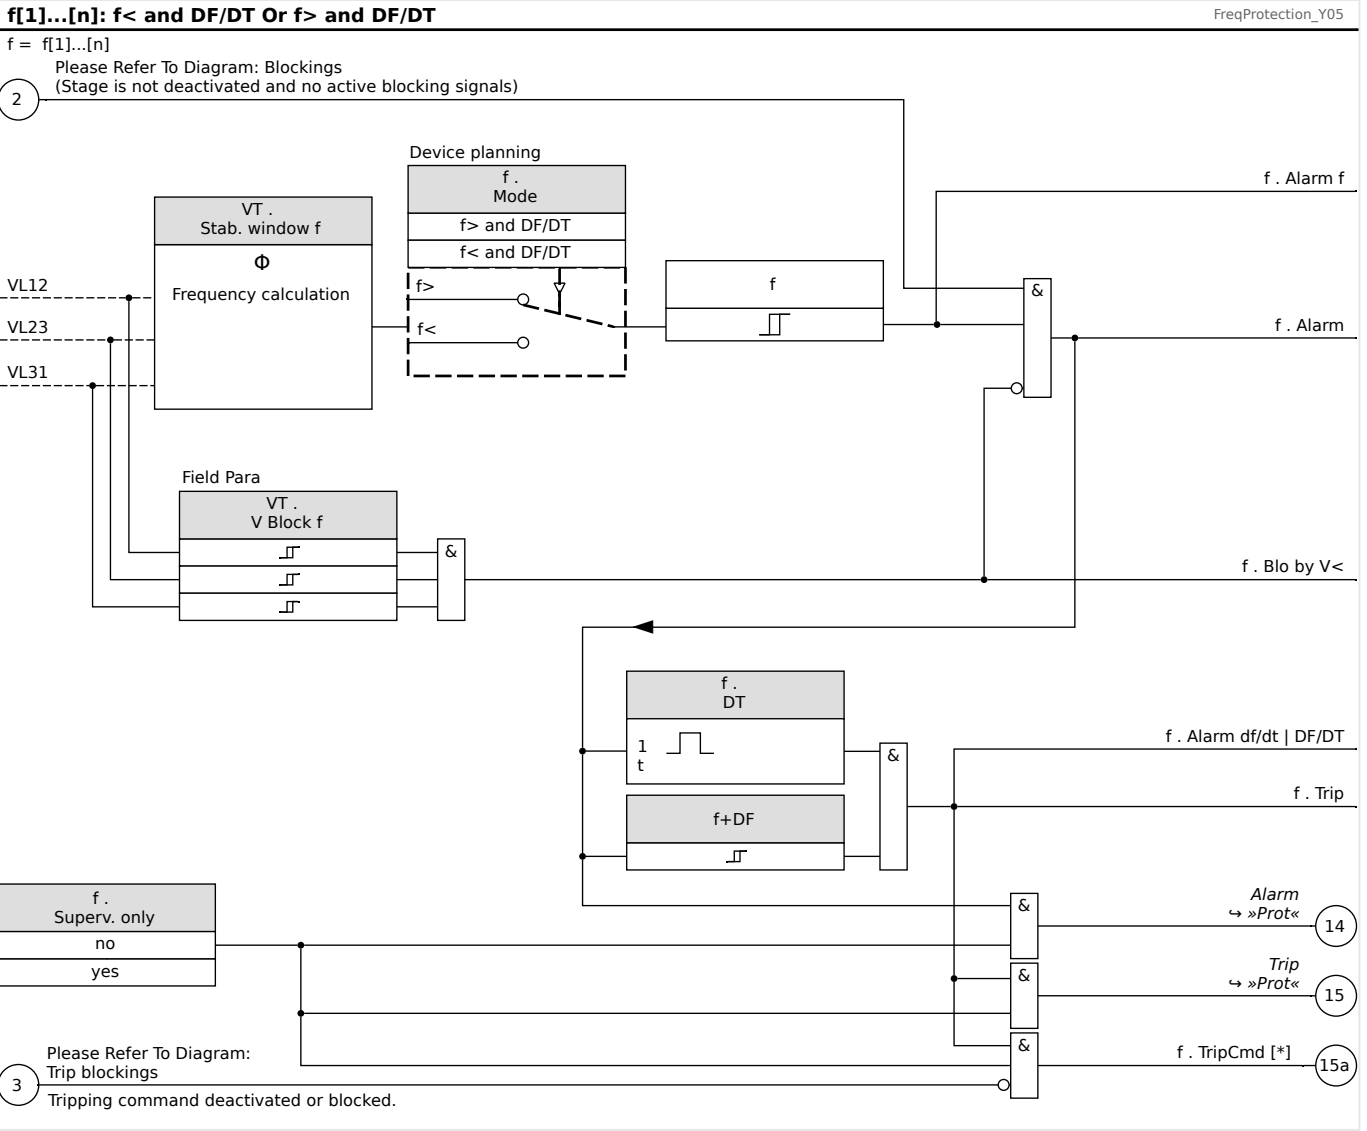 f[1]...[n]: f< and DF/DT Or f> and DF/DT
FreqProtection_Y05
f = f[1]...[n]
Please Refer To Diagram: Blockings
(Stage is not deactivated and no active blocking signals)
2
Device planning
f .
Mode
f> and DF/DT
f< and DF/DT
f>
f<
VT .
Stab. window f
Φ
Frequency calculation
VL12
VL23
VL31
f
&
f . Alarm f
f . Alarm
Field Para
VT .
V Block f
&
f . Blo by V<
f .
DT
1
t
&
f+DF
f . Alarm df/dt | DF/DT
f . Trip
f .
Superv. only
no
yes
&
Alarm
↪ »Prot«
14
&
Trip
↪ »Prot«
15
&
f . TripCmd [*]
15a
Please Refer To Diagram:
Trip blockings
3
Tripping command deactivated or blocked.